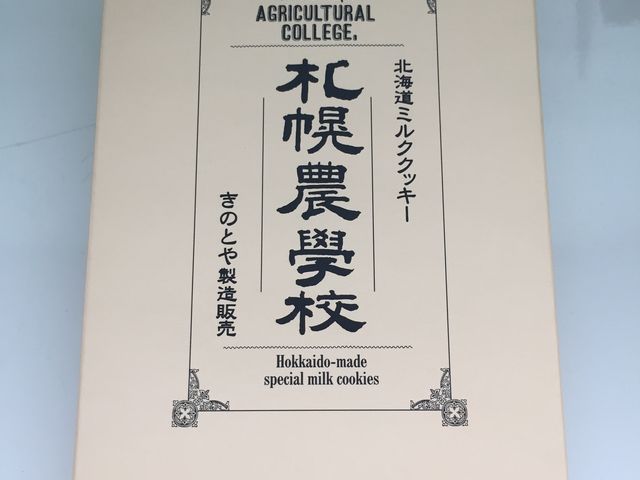 AGRICULTURAL
COLLEGE,
北海道ミルククッキー
札幌農學校
きのとや製造販売
Hokkaido-made
special milk cookies